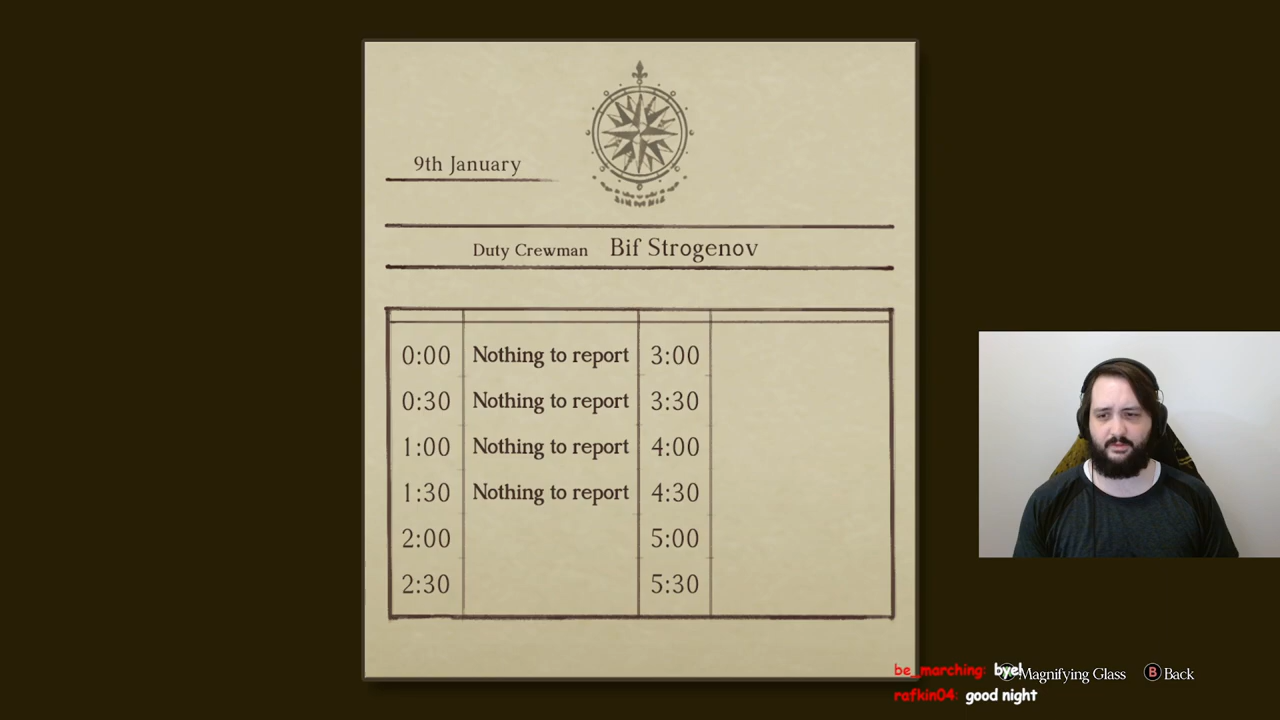 9th January
Duty Crewman Bif Strogenov
0:00 Nothing to report 3:00
0:30 Nothing to report 3:30
1:00 Nothing to report 4:00
1:30 Nothing to report 4:30
2:00 5:00
2:30 5:30
be_marching: bye!
Magnifying Glass B Back
rafkin04: good night